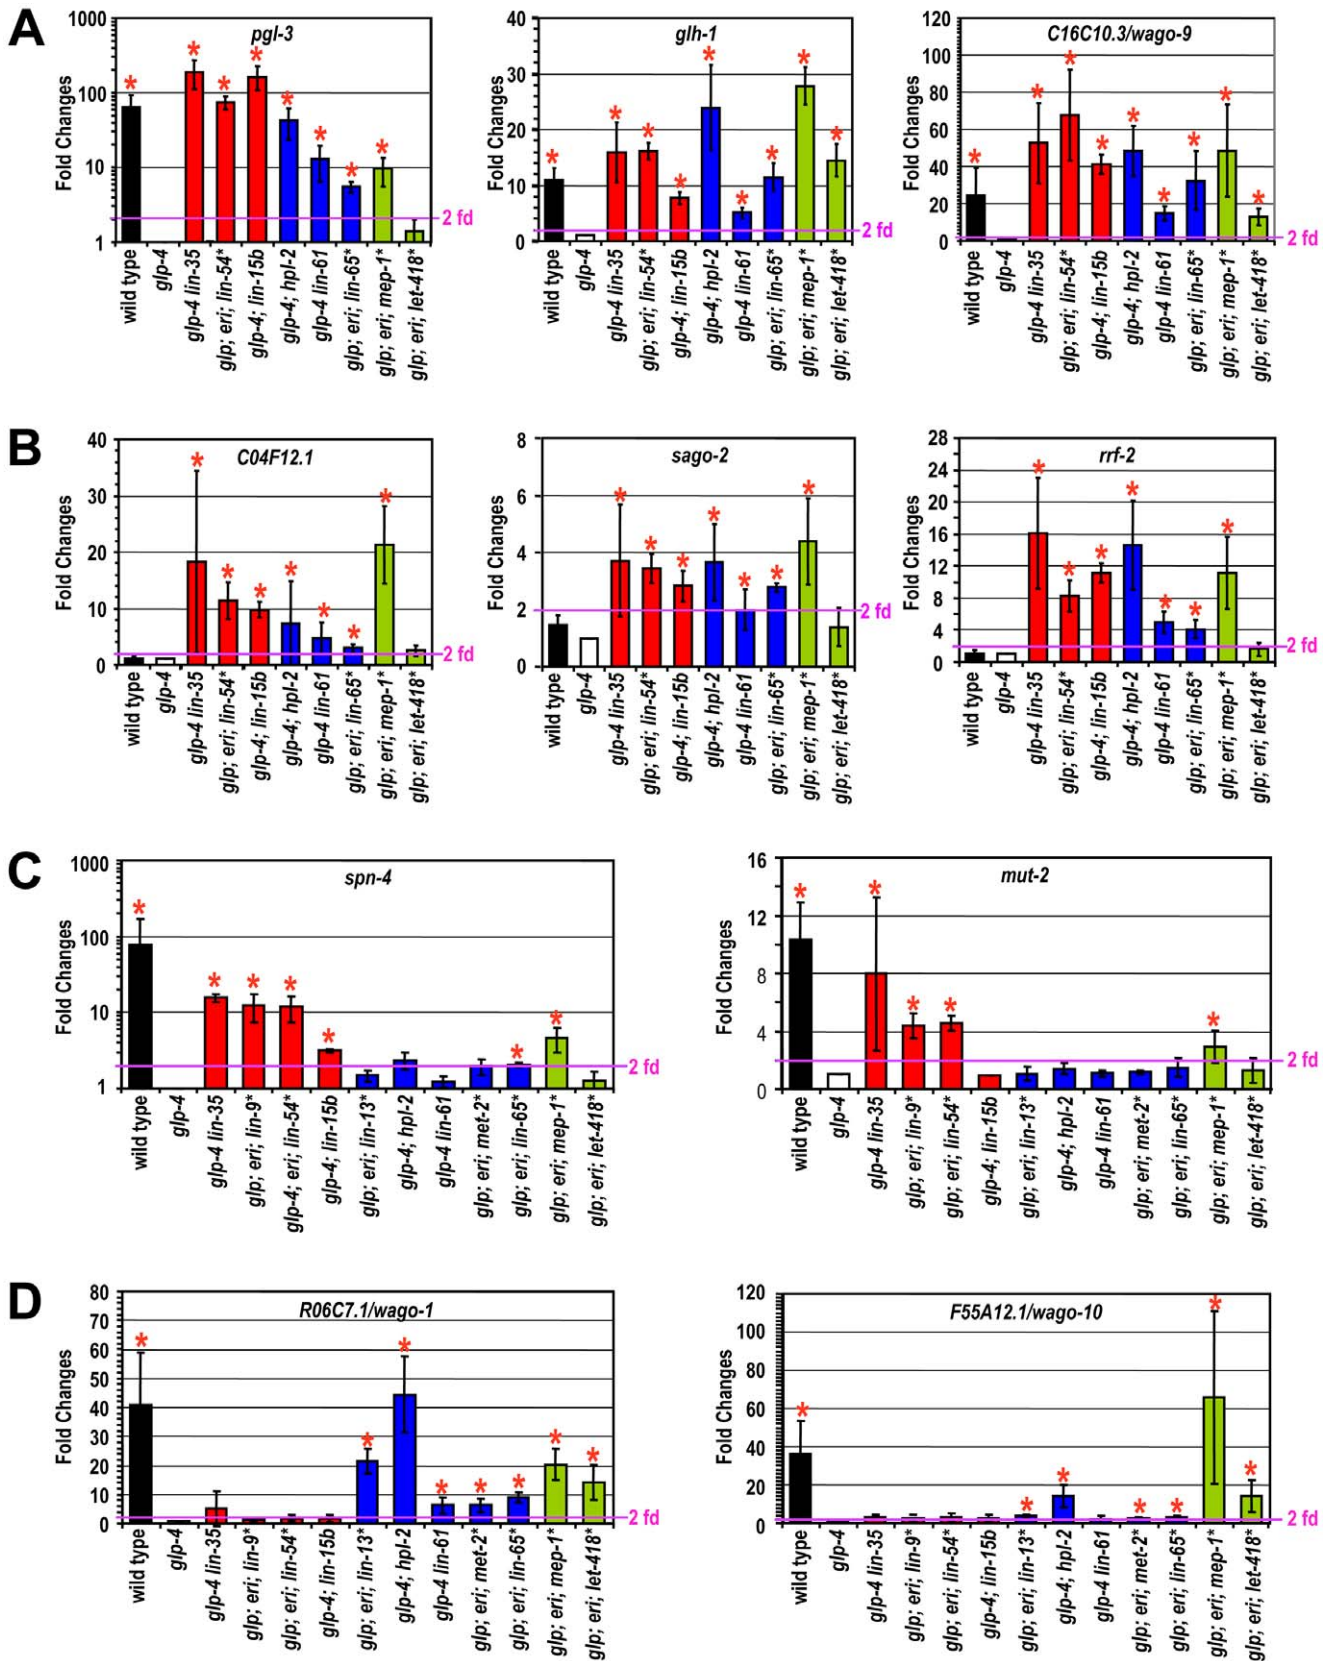 A
pgl-3
Fold Changes
1000
100
10
1
2 fd
wild type
glp-4
glp-4 lin-35
glp; eri; lin-54*
glp-4; lin-15b
glp-4; hpl-2
glp-4 lin-61
glp; eri; lin-65*
glp; eri; mep-1*
glp; eri; let-418*
glh-1
Fold Changes
40
30
20
10
0
2 fd
wild type
glp-4
glp-4 lin-35
glp; eri; lin-54*
glp-4; lin-15b
glp-4; hpl-2
glp-4 lin-61
glp; eri; lin-65*
glp; eri; mep-1*
glp; eri; let-418*
C16C10.3/wago-9
Fold Changes
120
100
80
60
40
20
0
2 fd
wild type
glp-4
glp-4 lin-35
glp; eri; lin-54*
glp-4; lin-15b
glp-4; hpl-2
glp-4 lin-61
glp; eri; lin-65*
glp; eri; mep-1*
glp; eri; let-418*
B
C04F12.1
Fold Changes
40
30
20
10
0
2 fd
wild type
glp-4
glp-4 lin-35
glp; eri; lin-54*
glp-4; lin-15b
glp-4; hpl-2
glp-4 lin-61
glp; eri; lin-65*
glp; eri; mep-1*
glp; eri; let-418*
sago-2
Fold Changes
8
6
4
2
0
2 fd
wild type
glp-4
glp-4 lin-35
glp; eri; lin-54*
glp-4; lin-15b
glp-4; hpl-2
glp-4 lin-61
glp; eri; lin-65*
glp; eri; mep-1*
glp; eri; let-418*
rrf-2
Fold Changes
28
24
20
16
12
8
4
0
2 fd
wild type
glp-4
glp-4 lin-35
glp; eri; lin-54*
glp-4; lin-15b
glp-4; hpl-2
glp-4 lin-61
glp; eri; lin-65*
glp; eri; mep-1*
glp; eri; let-418*
C
spn-4
Fold Changes
1000
100
10
1
2 fd
wild type
glp-4
glp-4 lin-35
glp; eri; lin-9*
glp-4; eri; lin-54*
glp-4; lin-15b
glp; eri; lin-13*
glp-4; hpl-2
glp-4 lin-61
glp; eri; met-2*
glp; eri; lin-65*
glp; eri; mep-1*
glp; eri; let-418*
mut-2
Fold Changes
16
12
8
4
0
2 fd
wild type
glp-4
glp-4 lin-35
glp; eri; lin-9*
glp; eri; lin-54*
glp-4; lin-15b
glp; eri; lin-13*
glp-4; hpl-2
glp-4 lin-61
glp; eri; met-2*
glp; eri; lin-65*
glp; eri; mep-1*
glp; eri; let-418*
D
R06C7.1/wago-1
Fold Changes
80
70
60
50
40
30
20
10
0
2 fd
wild type
glp-4
glp-4 lin-35
glp; eri; lin-9*
glp; eri; lin-54*
glp-4; lin-15b
glp; eri; lin-13*
glp-4; hpl-2
glp-4 lin-61
glp; eri; met-2*
glp; eri; lin-65*
glp; eri; mep-1*
glp; eri; let-418*
F55A12.1/wago-10
Fold Changes
120
100
80
60
40
20
0
2 fd
wild type
glp-4
glp-4 lin-35
glp; eri; lin-9*
glp; eri; lin-54*
glp-4; lin-15b
glp; eri; lin-13*
glp-4; hpl-2
glp-4 lin-61
glp; eri; met-2*
glp; eri; lin-65*
glp; eri; mep-1*
glp; eri; let-418*